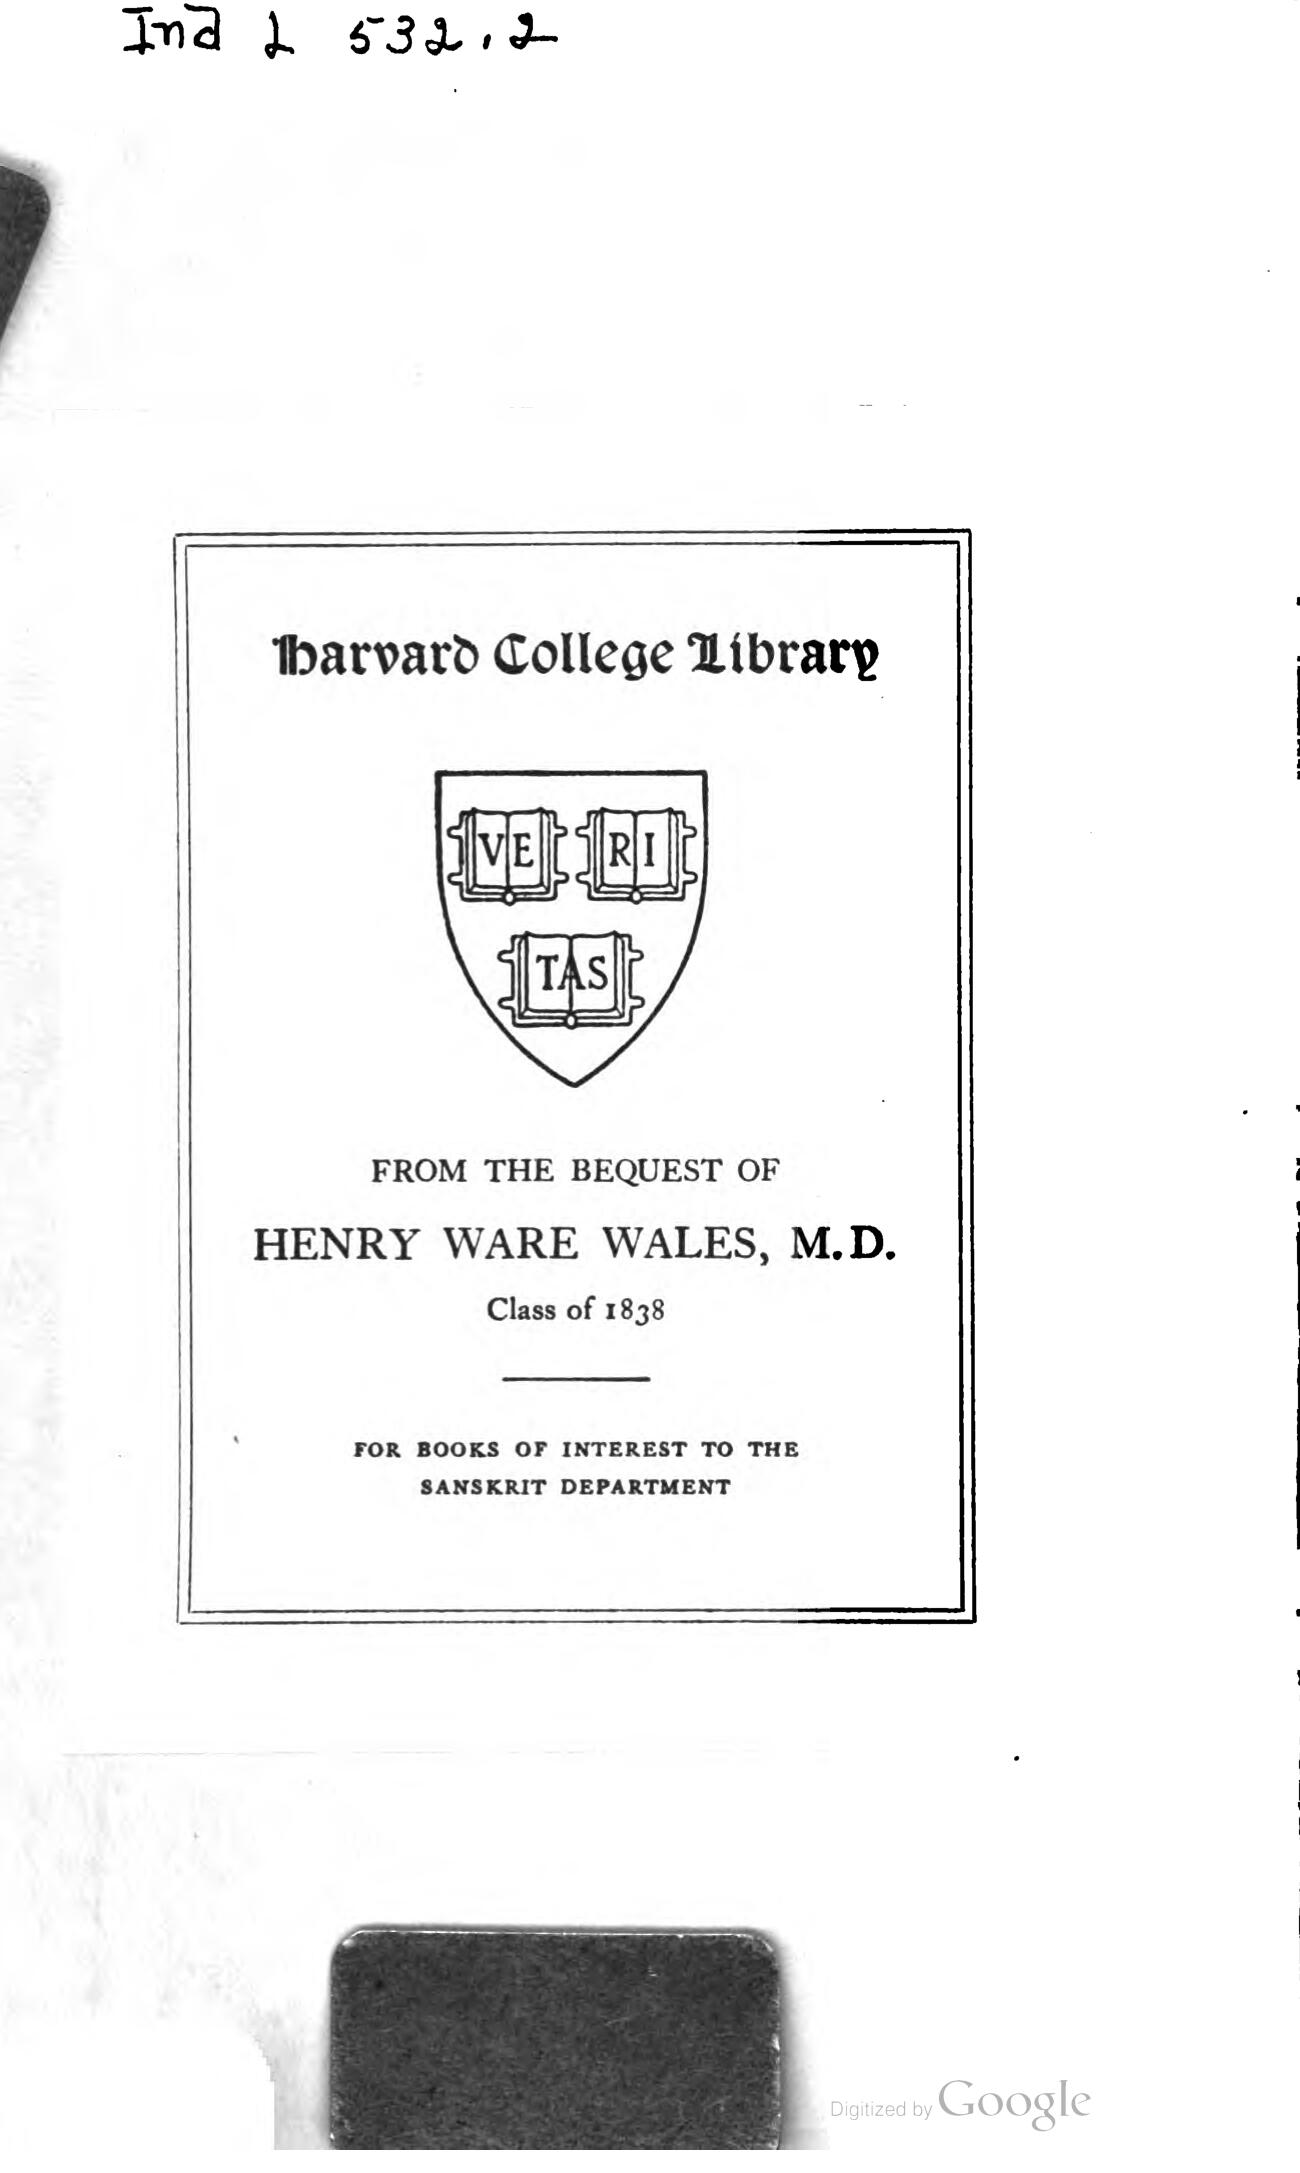 Ind L 532.2
Harvard College Library
VE RI
TAS
FROM THE BEQUEST OF
HENRY WARE WALES, M.D.
Class of 1838
FOR BOOKS OF INTEREST TO THE
SANSKRIT DEPARTMENT
Digitized by Google